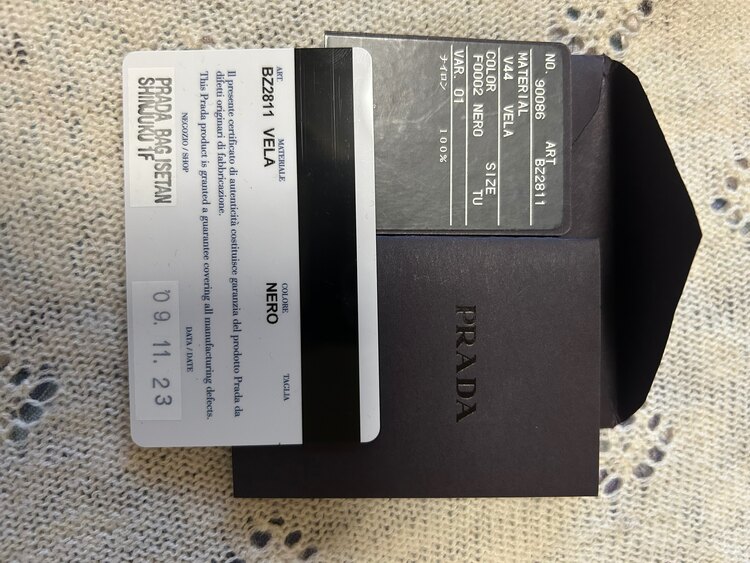 NO. 90086 ART BZ2811
MATERIAL
V44 VELA
COLOR SIZE
F0002 NERO TU
VAR. 01
ナイロン 100%
PRADA
ART. MATERIALE COLORE TAGLIA
BZ2811 VELA NERO
Il presente certificato di autenticità costituisce garanzia del prodotto Prada da
difetti originari di fabbricazione.
This Prada product is granted a guarantee covering all manufacturing defects.
NEGOZIO / SHOP DATA / DATE
PRADA BAG ISETAN
SHINJUKU 1F
'09. 11. 23